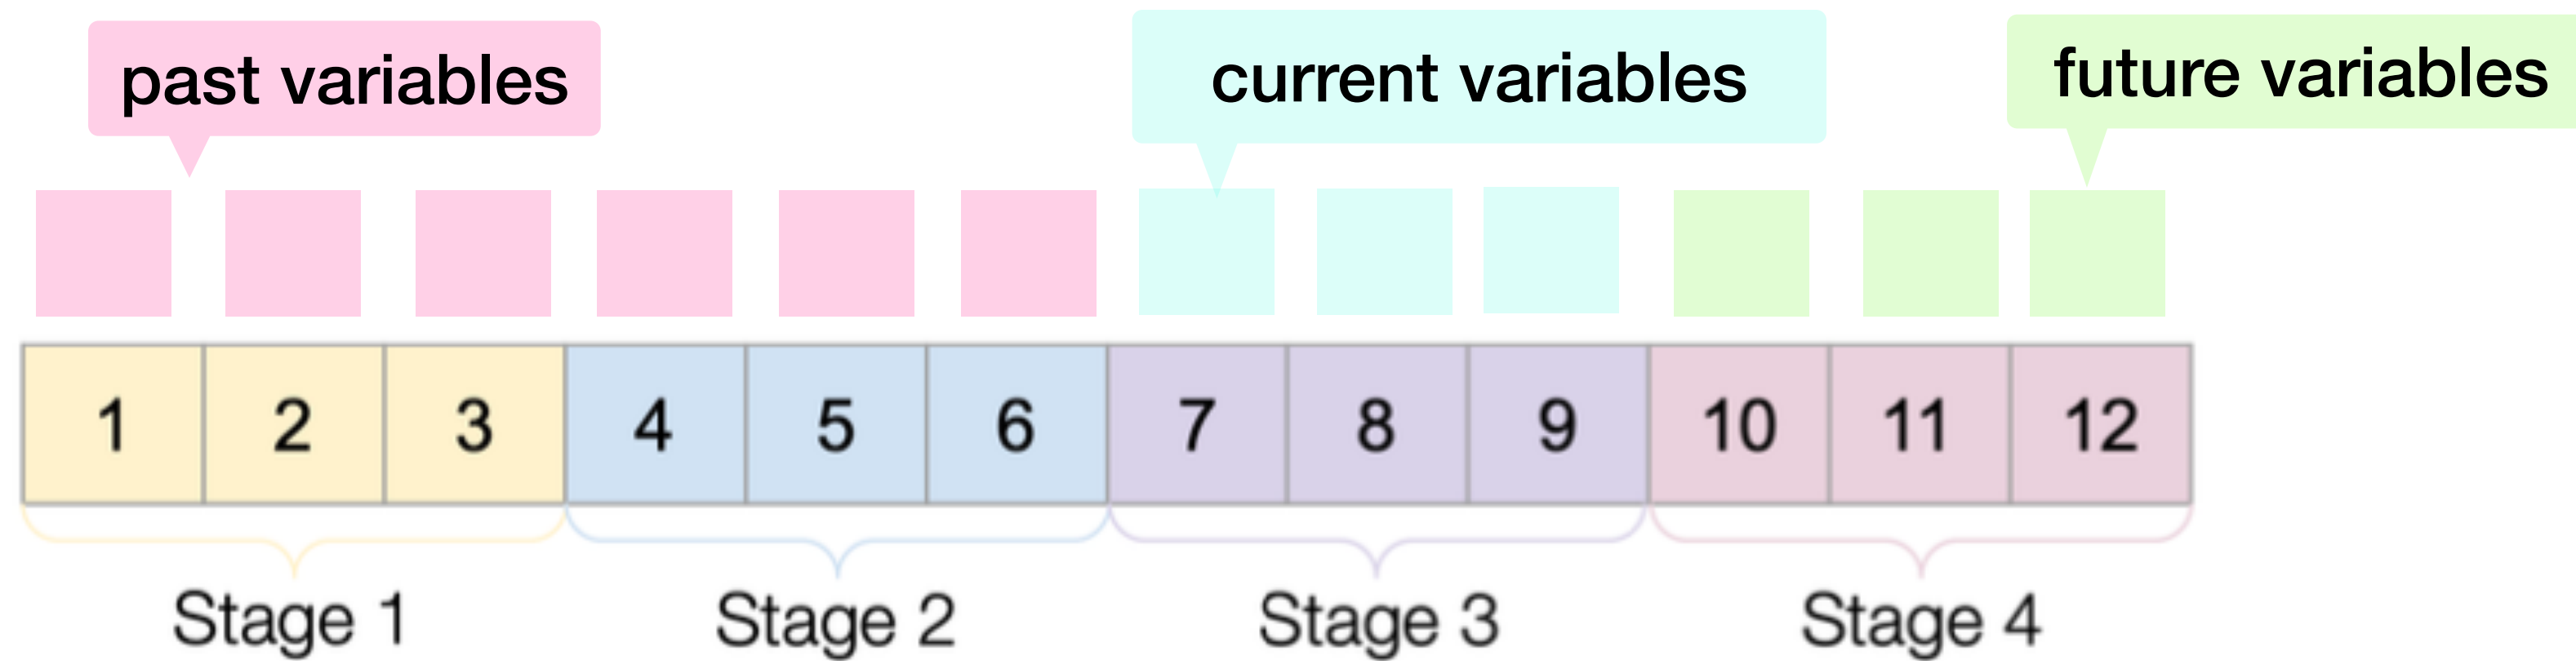 past variables
current variables
future variables
1 2 3 4 5 6 7 8 9 10 11 12
Stage 1 Stage 2 Stage 3 Stage 4